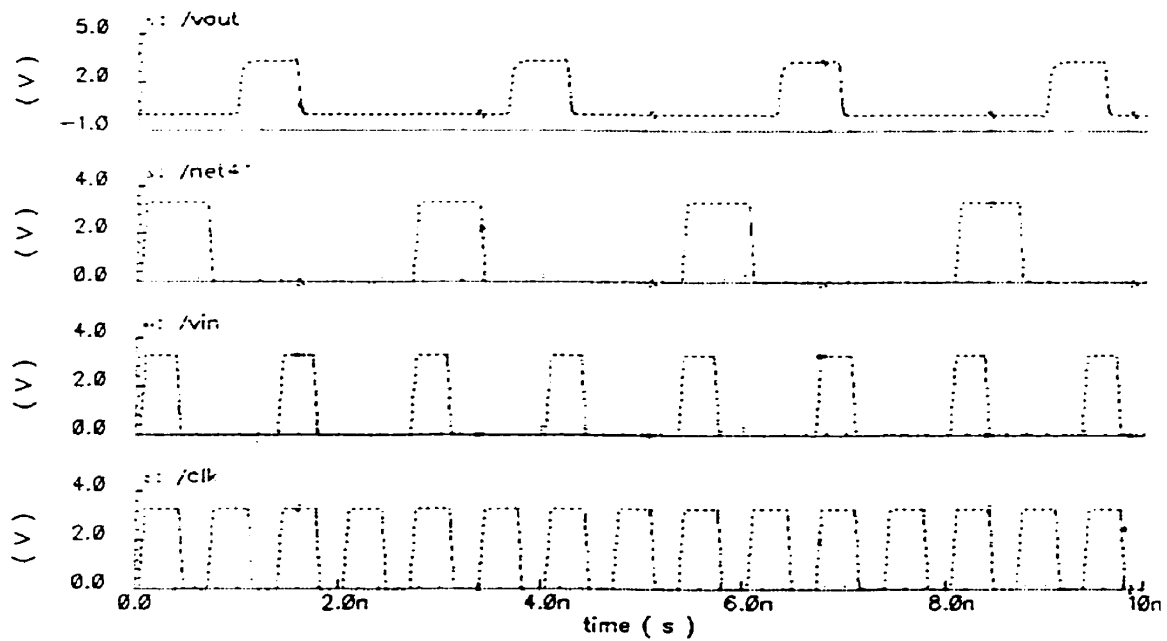 : /vout
5.0
2.0
-1.0
( V )
: /net4
4.0
2.0
0.0
( V )
: /vin
4.0
2.0
0.0
( V )
: /clk
4.0
2.0
0.0
( V )
0.0 2.0n 4.0n 6.0n 8.0n 10n
time ( s )